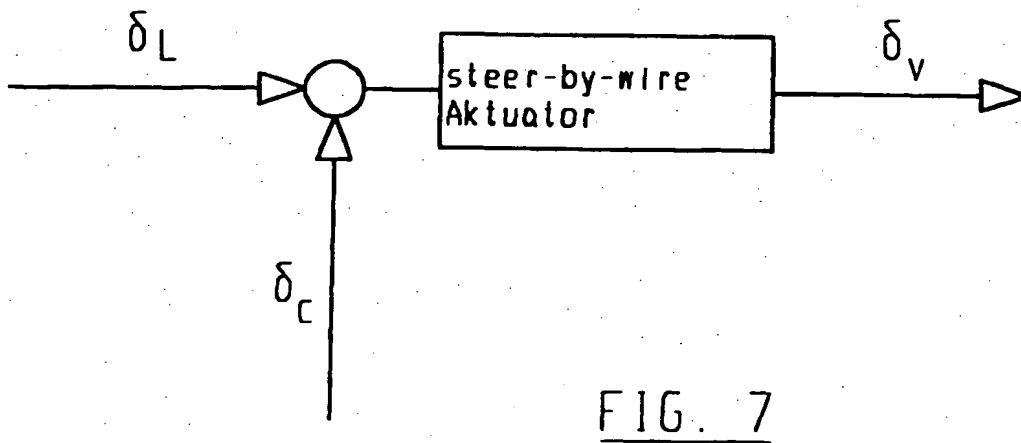 δL
steer-by-wire
Aktuator
δv
δC
FIG. 7